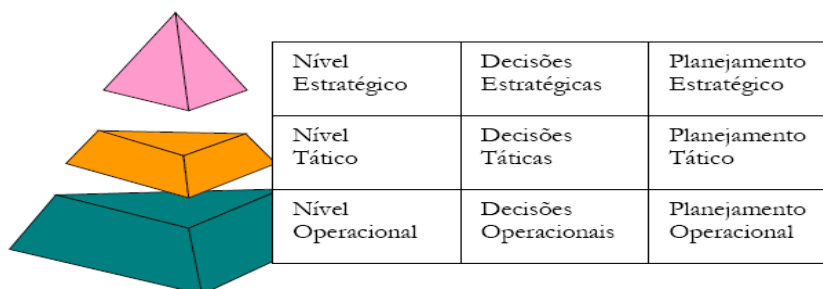 Nível
Estratégico
Decisões
Estratégicas
Planejamento
Estratégico
Nível
Tático
Decisões
Táticas
Planejamento
Tático
Nível
Operacional
Decisões
Operacionais
Planejamento
Operacional